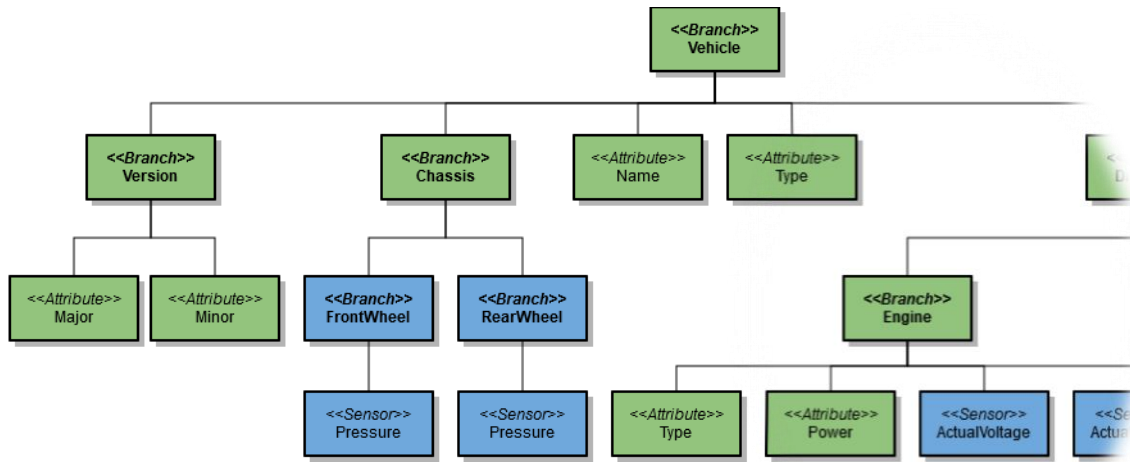 <<Branch>>
Vehicle
<<Branch>>
Version
<<Branch>>
Chassis
<<Attribute>>
Name
<<Attribute>>
Type
<<Attribute>>
Major
<<Attribute>>
Minor
<<Branch>>
FrontWheel
<<Branch>>
RearWheel
<<Branch>>
Engine
<<Sensor>>
Pressure
<<Sensor>>
Pressure
<<Attribute>>
Type
<<Attribute>>
Power
<<Sensor>>
ActualVoltage